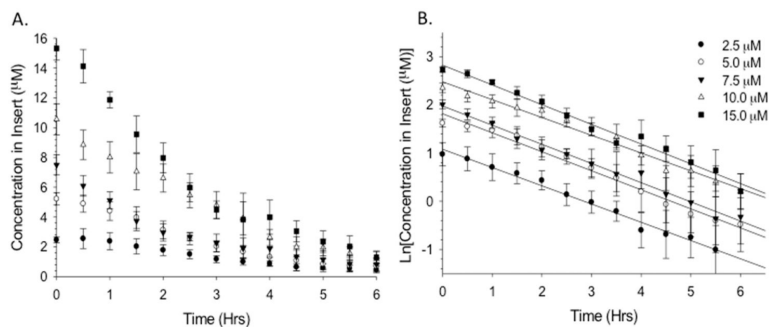 A.
16
14
12
10
8
6
4
2
0
Concentration in Insert (µM)
0 1 2 3 4 5 6
Time (Hrs)
B.
3
2
1
0
-1
Ln[Concentration in Insert (µM)]
0 1 2 3 4 5 6
Time (Hrs)
2.5 µM
5.0 µM
7.5 µM
10.0 µM
15.0 µM